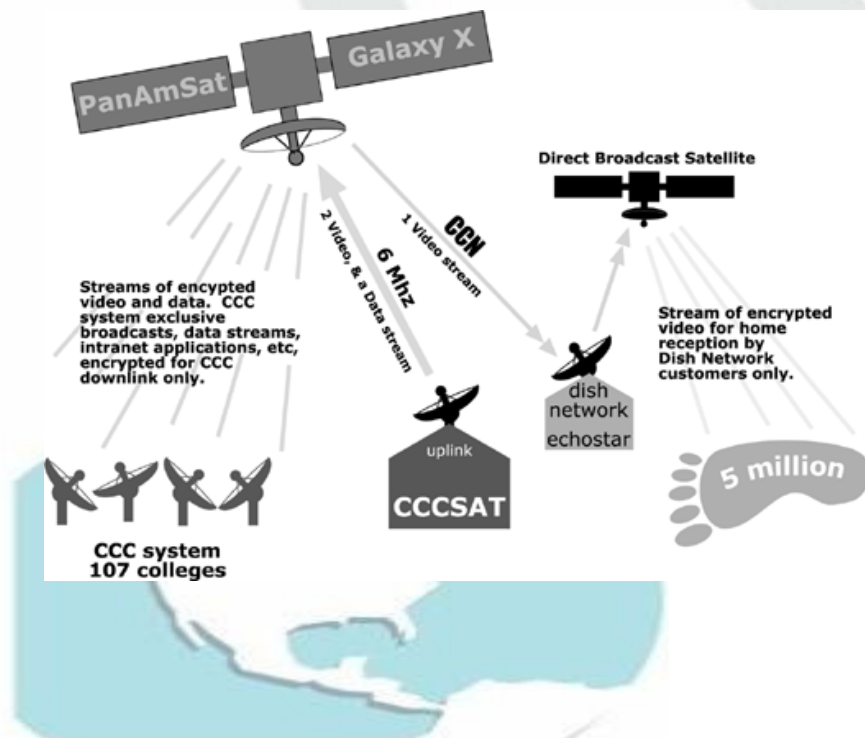 PanAmSat
Galaxy X
Direct Broadcast Satellite
CCN
1 Video stream
6 Mhz
2 Video, & a Data stream
Streams of encypted
video and data. CCC
system exclusive
broadcasts, data streams,
intranet applications, etc,
encrypted for CCC
downlink only.
Stream of encrypted
video for home
reception by
Dish Network
customers only.
dish
network
echostar
uplink
CCCSAT
5 million
CCC system
107 colleges